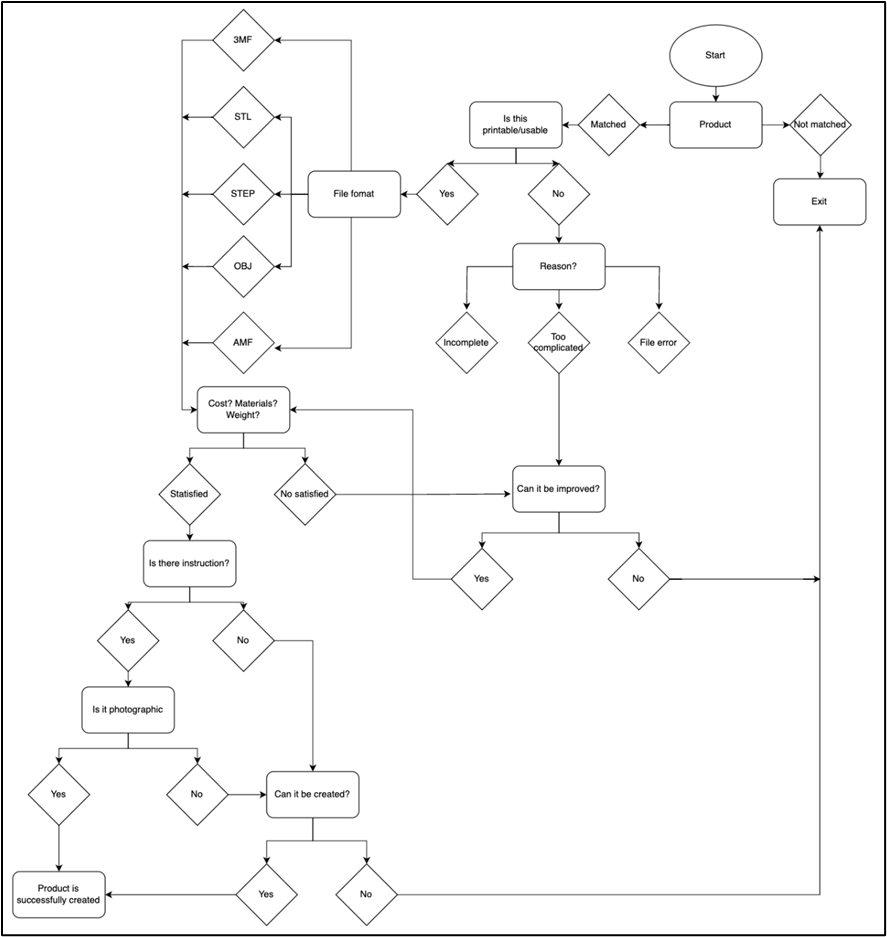 3MF
Start
STL
Is this
printable/usable
Matched
Product
Not matched
STEP
File fomat
Yes
No
Exit
OBJ
Reason?
AMF
Incomplete
Too
complicated
File error
Cost? Materials?
Weight?
Statisfied
No satisfied
Can it be improved?
Is there instruction?
Yes
No
Yes
No
Is it photographic
Yes
No
Can it be created?
Product is
successfully created
Yes
No